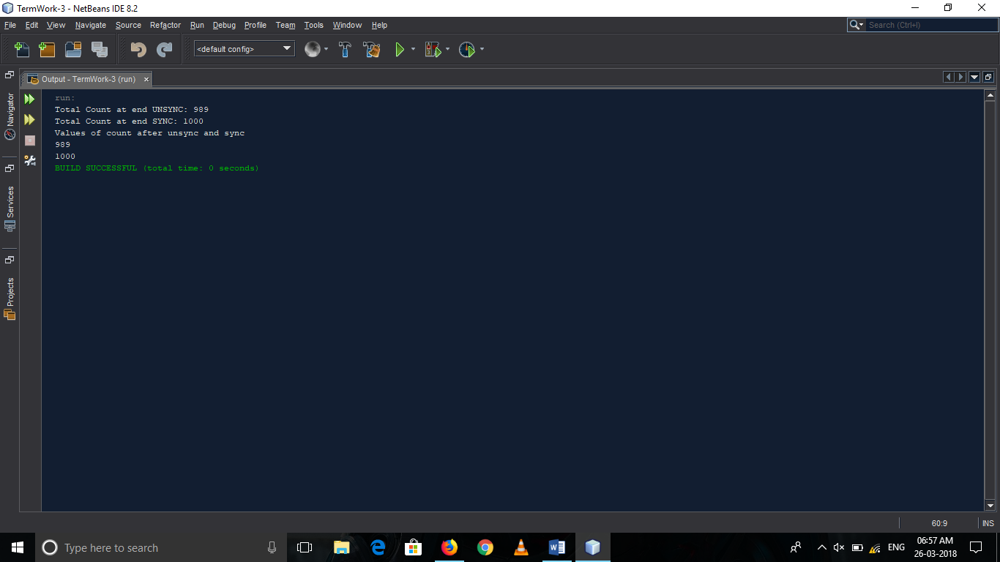 TermWork-3 - NetBeans IDE 8.2
File Edit View Navigate Source Refactor Run Debug Profile Team Tools Window Help
Search (Ctrl+I)
<default config>
Output - TermWork-3 (run)
Navigator
Services
Projects
run:
Total Count at end UNSYNC: 989
Total Count at end SYNC: 1000
Values of count after unsync and sync
989
1000
BUILD SUCCESSFUL (total time: 0 seconds)
60:9 INS
Type here to search
ENG
06:57 AM
26-03-2018